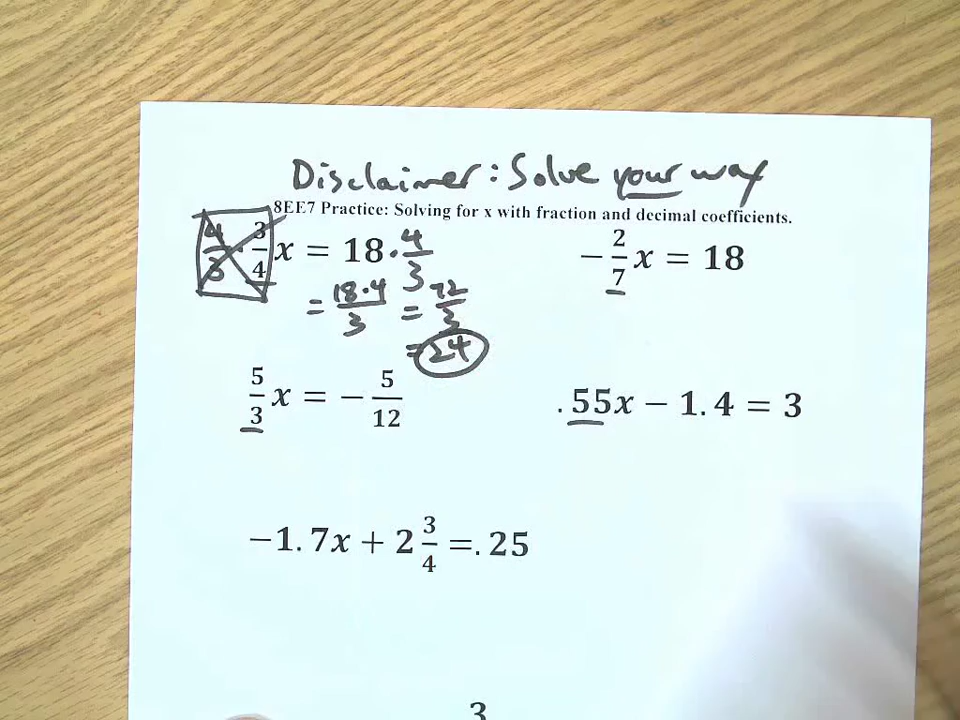 Disclaimer: Solve your way
8EE7 Practice: Solving for x with fraction and decimal coefficients.
4/3 · 3/4 x = 18 · 4/3
= 18·4/3 = 72/3
= 24
−2/7 x = 18
5/3 x = −5/12
.55x − 1.4 = 3
−1.7x + 2 3/4 = .25
3